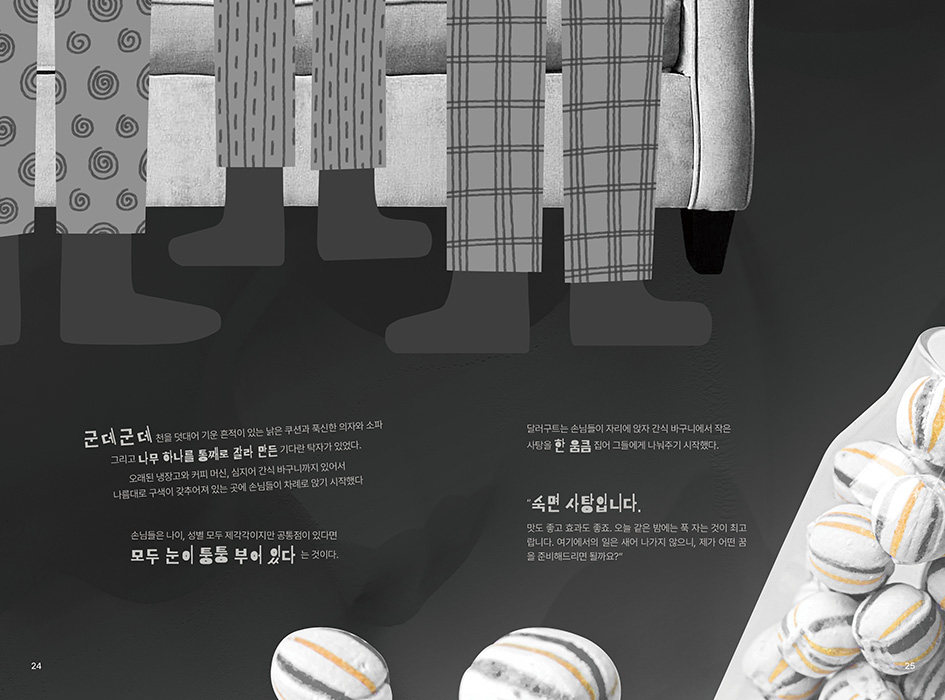 군데군데 천을 덧대어 기운 흔적이 있는 낡은 쿠션과 푹신한 의자와 소파
그리고 나무 하나를 통째로 잘라 만든 기다란 탁자가 있었다.
오래된 냉장고와 커피 머신, 심지어 간식 바구니까지 있어서
나름대로 구색이 갖추어져 있는 곳에 손님들이 차례로 앉기 시작했다
손님들은 나이, 성별 모두 제각각이지만 공통점이 있다면
모두 눈이 퉁퉁 부어 있다 는 것이다.
달러구트는 손님들이 자리에 앉자 간식 바구니에서 작은
사탕을 한 움큼 집어 그들에게 나눠주기 시작했다.
“숙면 사탕입니다.
맛도 좋고 효과도 좋죠. 오늘 같은 밤에는 푹 자는 것이 최고
랍니다. 여기에서의 일은 새어 나가지 않으니, 제가 어떤 꿈
을 준비해드리면 될까요?”
24
25